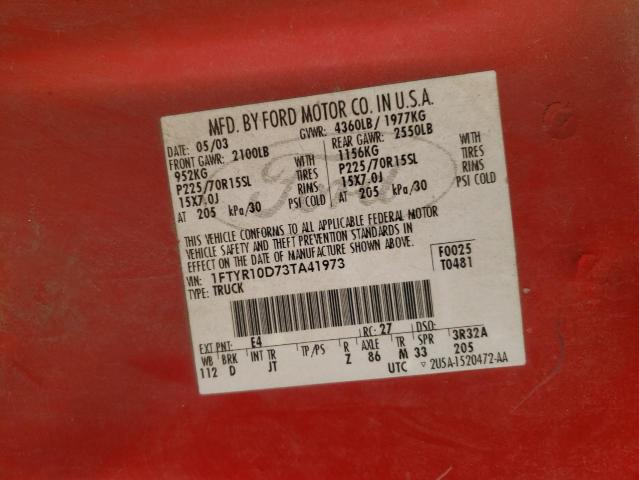 MFD. BY FORD MOTOR CO. IN U.S.A.
DATE: 05/03 GVWR: 4360LB/ 1977KG
FRONT GAWR: 2100LB REAR GAWR: 2550LB
952KG WITH 1156KG WITH
P225/70R15SL TIRES P225/70R15SL TIRES
15X7.0J RIMS 15X7.0J RIMS
AT 205 kPa/30 PSI COLD AT 205 kPa/30 PSI COLD
Ford
THIS VEHICLE CONFORMS TO ALL APPLICABLE FEDERAL MOTOR
VEHICLE SAFETY AND THEFT PREVENTION STANDARDS IN
EFFECT ON THE DATE OF MANUFACTURE SHOWN ABOVE.
VIN: 1FTYR10D73TA41973 F0025
TYPE: TRUCK T0481
EXT PNT: E4 RC: 27 DSO:
WB BRK INT TR TP/PS R AXLE TR SPR 3R32A
112 D JT Z 86 M 33 205
UTC ▽ 2U5A-1520472-AA